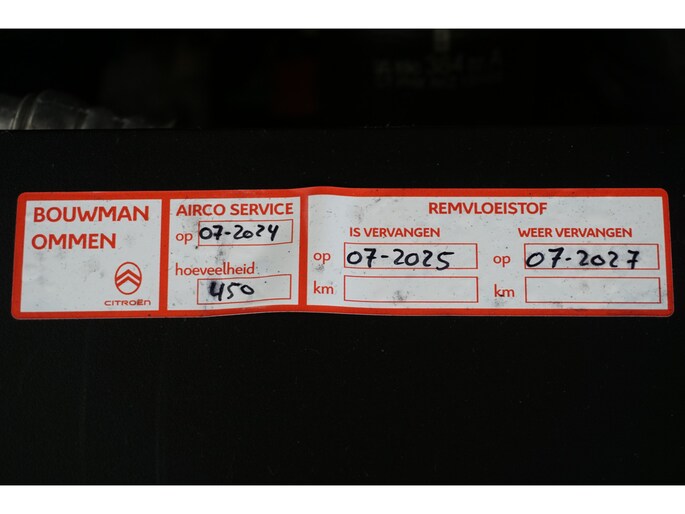 BOUWMAN
OMMEN
CITROËN
AIRCO SERVICE
op 07-2024
hoeveelheid
450
REMVLOEISTOF
IS VERVANGEN
op 07-2025
km
WEER VERVANGEN
op 07-2027
km